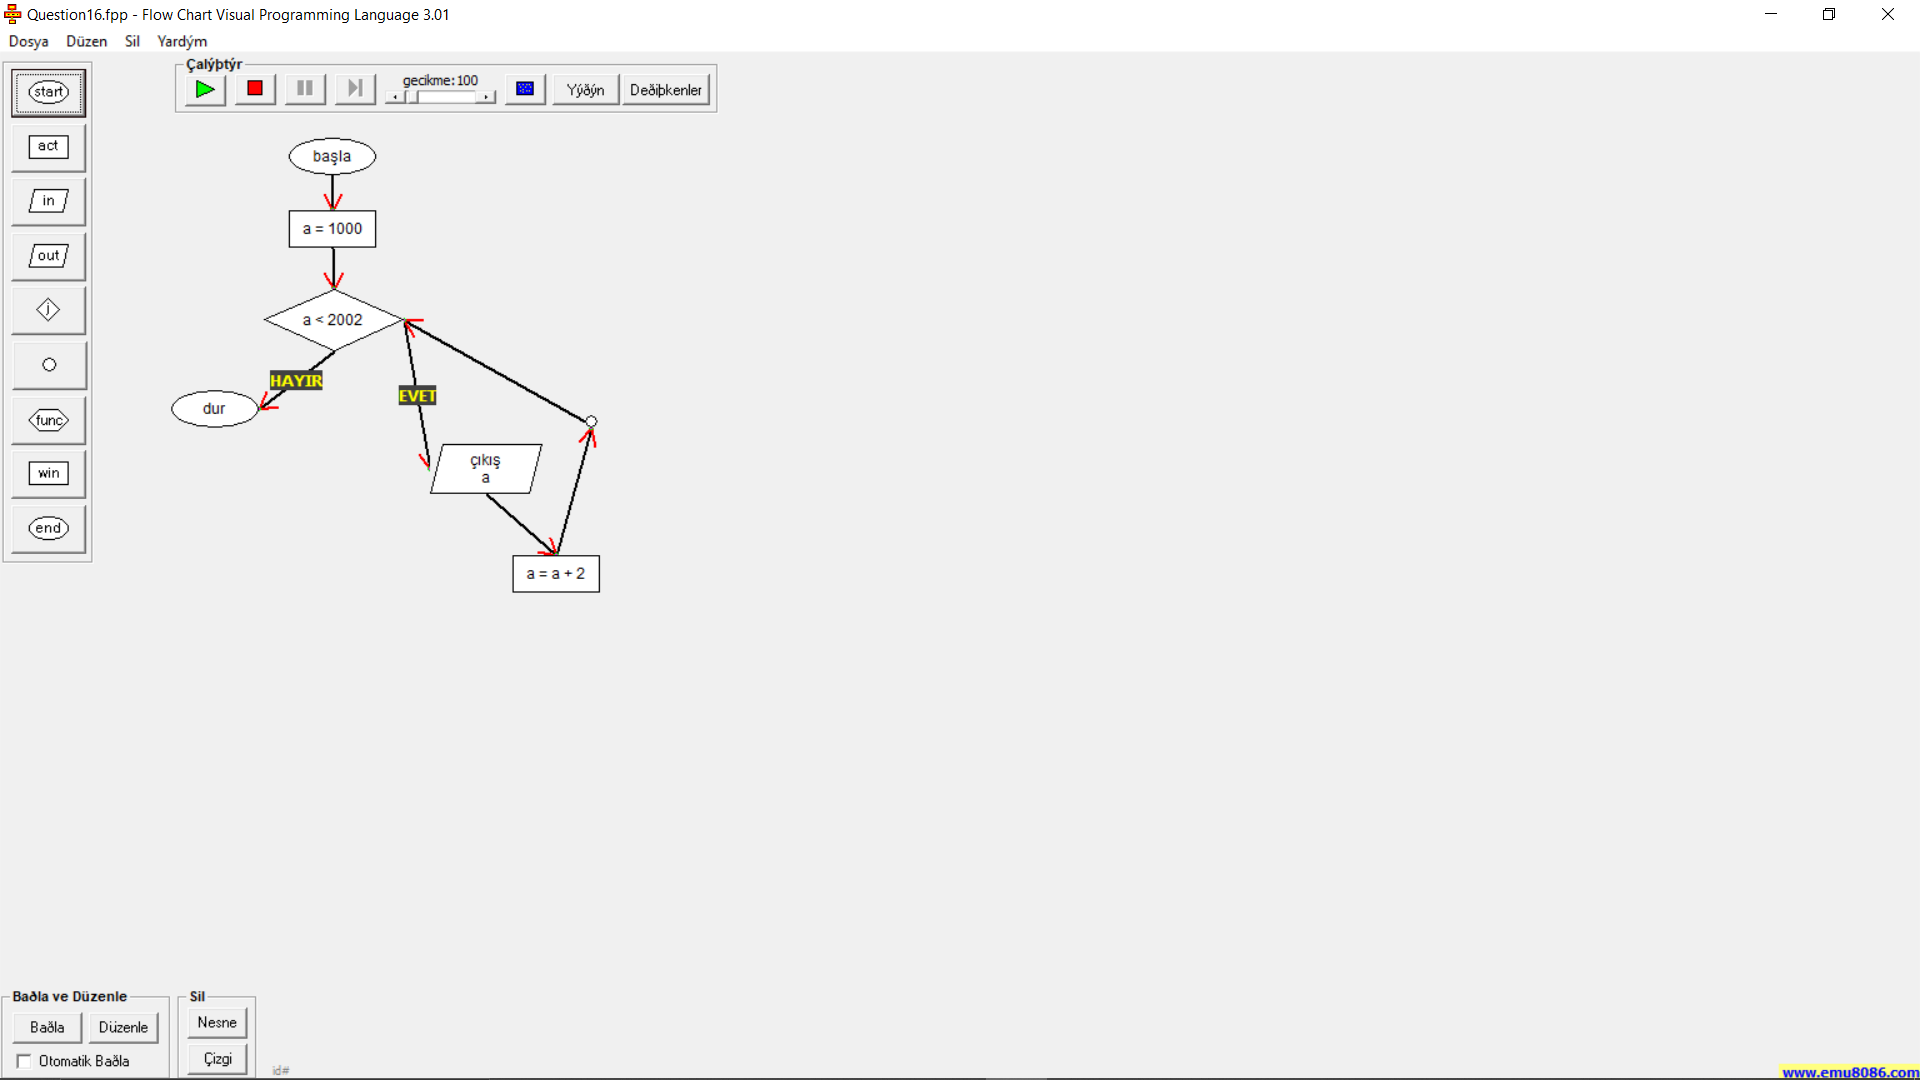 Question16.fpp - Flow Chart Visual Programming Language 3.01
Dosya Düzen Sil Yardým
Çalýþtýr
gecikme:100
Yýðýn
Deðiþkenler
start
act
in
out
j
func
win
end
başla
a = 1000
a < 2002
HAYIR
EVET
dur
çıkış
a
a = a + 2
Baðla ve Düzenle
Baðla
Düzenle
Otomatik Baðla
Sil
Nesne
Çizgi
id#
www.emu8086.com